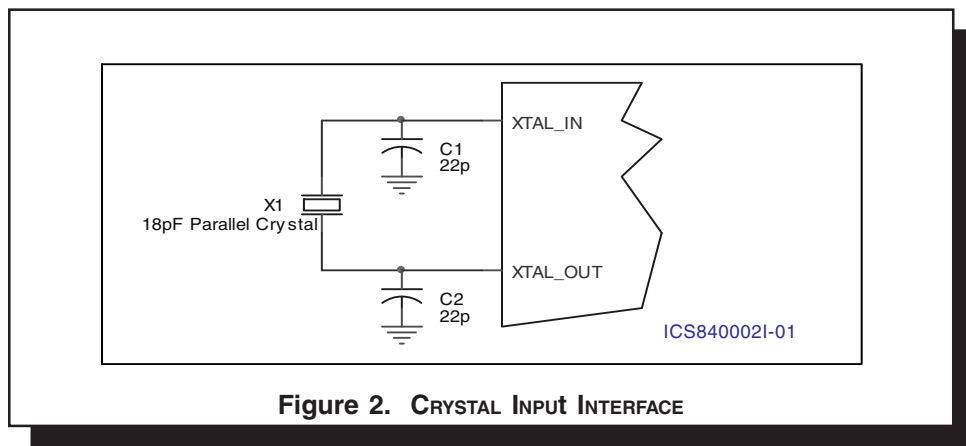 XTAL_IN
C1
22p
X1
18pF Parallel Crystal
XTAL_OUT
C2
22p
ICS840002I-01
Figure 2. CRYSTAL INPUT INTERFACE